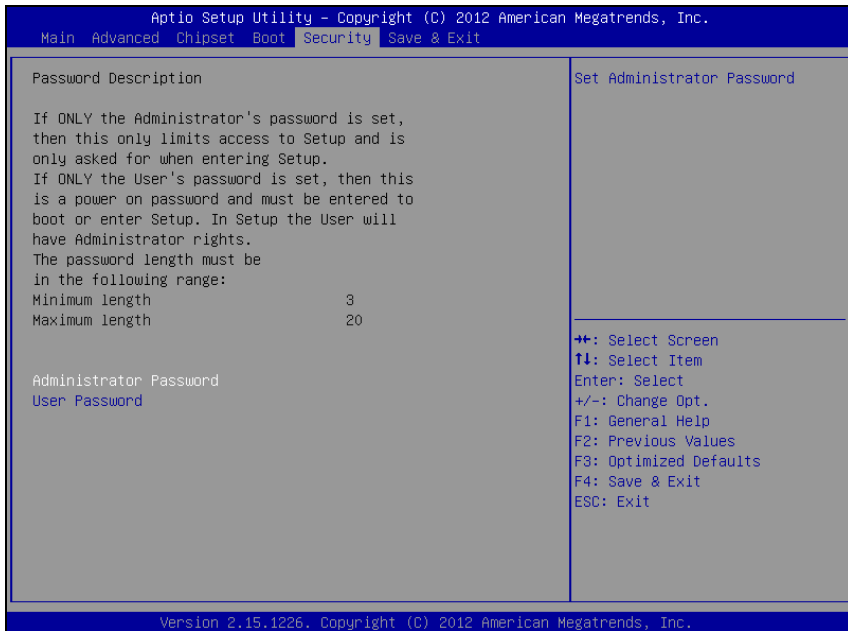 Aptio Setup Utility – Copyright (C) 2012 American Megatrends, Inc.
Main Advanced Chipset Boot Security Save & Exit
Password Description
If ONLY the Administrator's password is set,
then this only limits access to Setup and is
only asked for when entering Setup.
If ONLY the User's password is set, then this
is a power on password and must be entered to
boot or enter Setup. In Setup the User will
have Administrator rights.
The password length must be
in the following range:
Minimum length 3
Maximum length 20
Administrator Password
User Password
Set Administrator Password
→←: Select Screen
↑↓: Select Item
Enter: Select
+/-: Change Opt.
F1: General Help
F2: Previous Values
F3: Optimized Defaults
F4: Save & Exit
ESC: Exit
Version 2.15.1226. Copyright (C) 2012 American Megatrends, Inc.